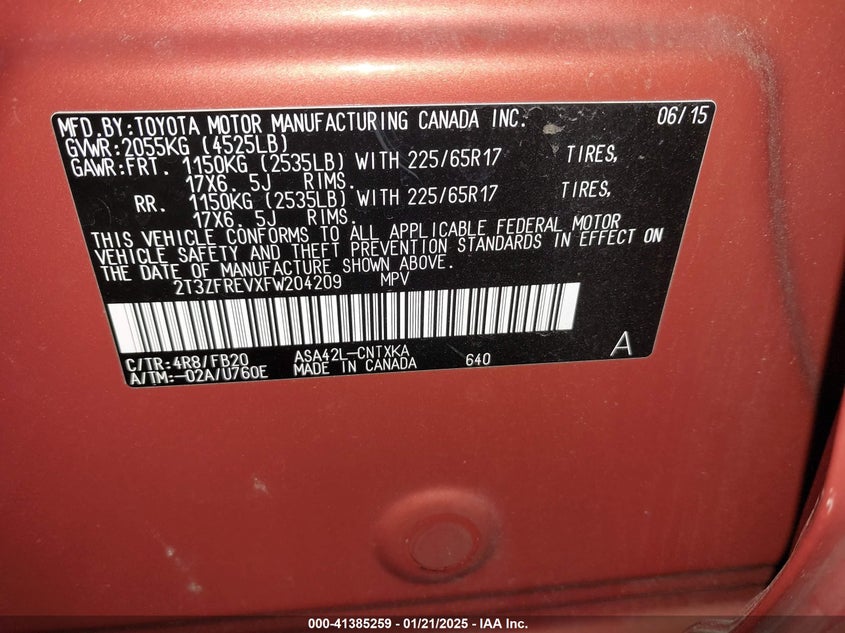 MFD.BY:TOYOTA MOTOR MANUFACTURING CANADA INC. 06/15
GVWR:2055KG (4525LB)
GAWR:FRT. 1150KG (2535LB) WITH 225/65R17 TIRES,
17X6. 5J RIMS.
RR. 1150KG (2535LB) WITH 225/65R17 TIRES,
17X6. 5J RIMS.
THIS VEHICLE CONFORMS TO ALL APPLICABLE FEDERAL MOTOR
VEHICLE SAFETY AND THEFT PREVENTION STANDARDS IN EFFECT ON
THE DATE OF MANUFACTURE SHOWN ABOVE.
2T3ZFREVXFW204209 MPV
C/TR:4R8/FB20 ASA42L-CNTXKA 640 A
A/TM:-02A/U760E MADE IN CANADA
000-41385259 - 01/21/2025 - IAA Inc.